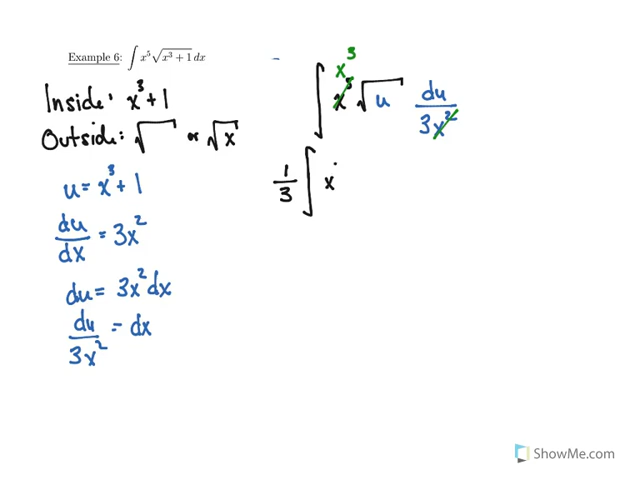 Example 6: ∫ x⁵√(x³ + 1) dx
Inside: x³ + 1
Outside: √ or √x
u = x³ + 1
du/dx = 3x²
du = 3x² dx
du/3x² = dx
x³
∫ x⁵ √u du/3x²
1/3 ∫ x
ShowMe.com